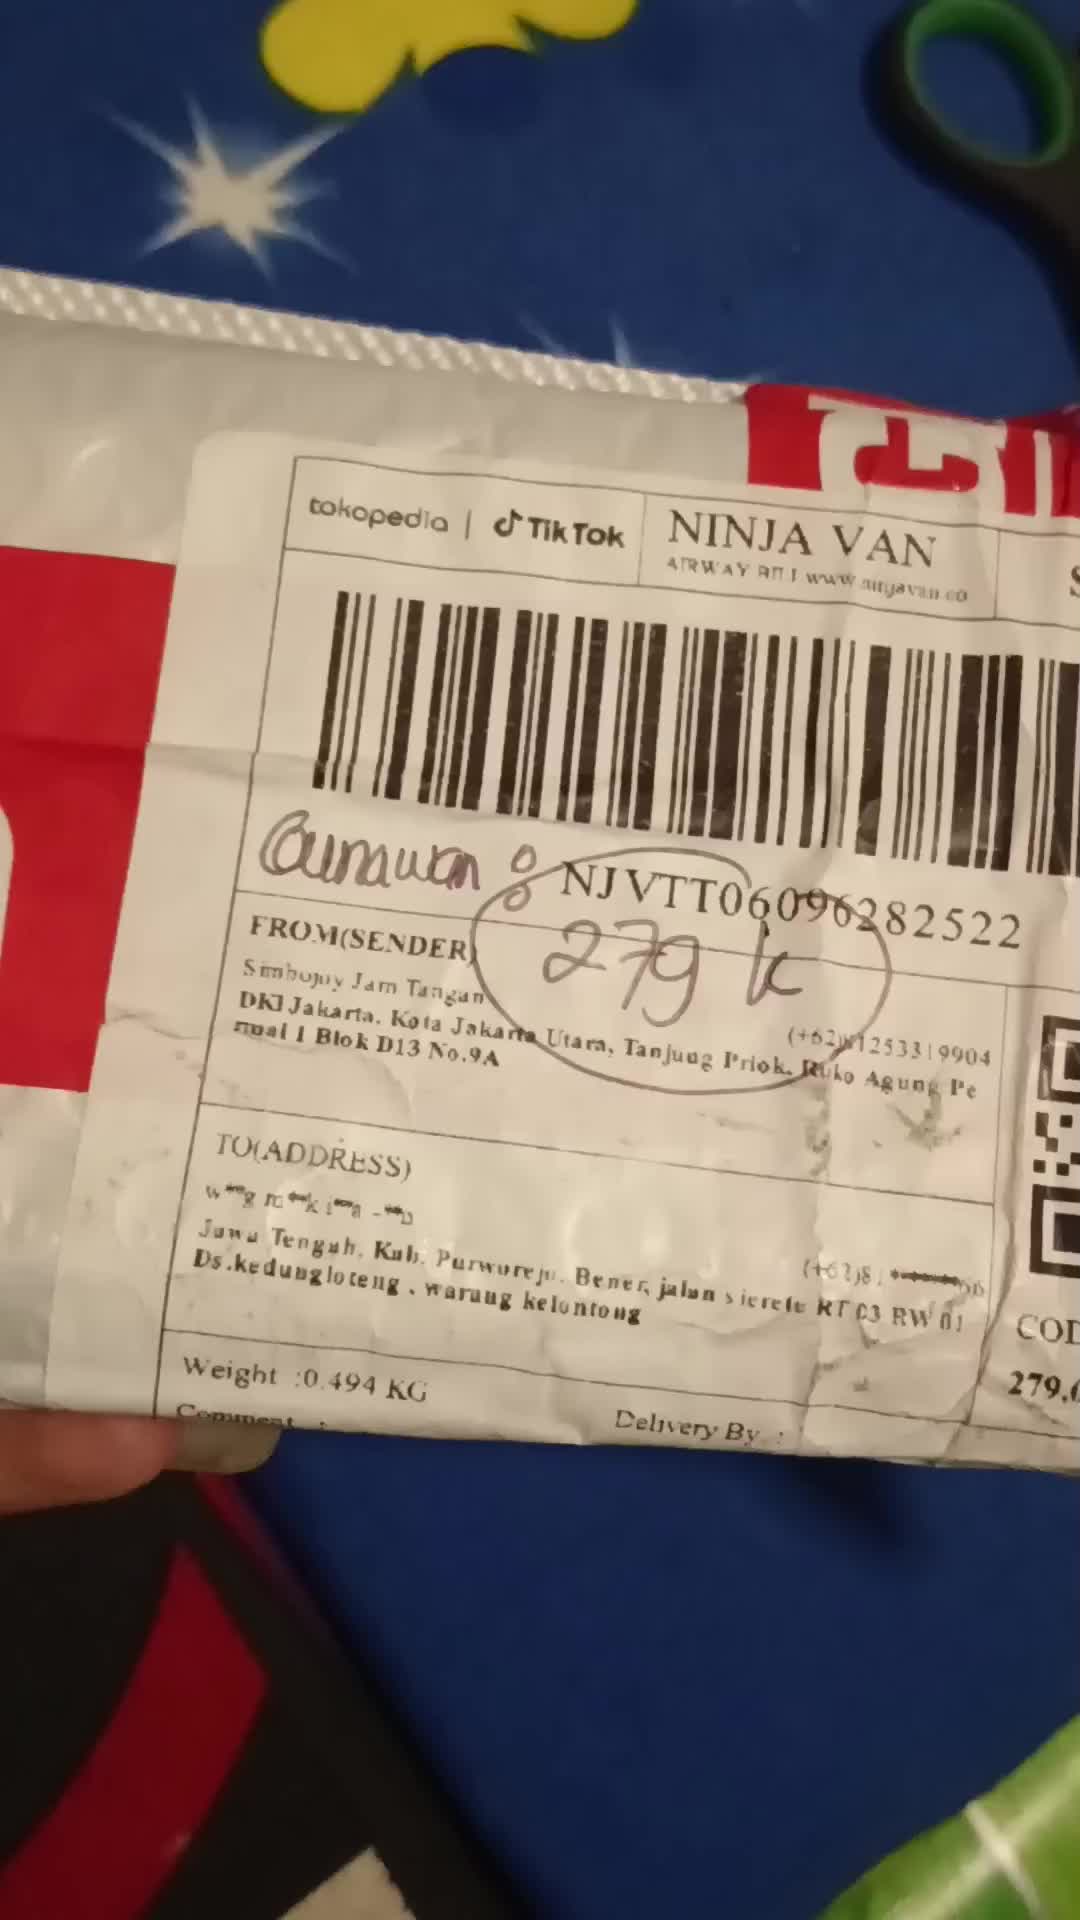 tokopedia | TikTok
NINJA VAN
AIRWAY BILL www.ninjavan.co
Gunawan :
NJVTT06096282522
279 k
FROM(SENDER)
Simbojoy Jam Tangan
DKI Jakarta, Kota Jakarta Utara, Tanjung Priok, Ruko Agung Pe
rmai 1 Blok D13 No.9A
TO(ADDRESS)
w***g m**k i***a -**o
Jawa Tengah, Kab. Purworejo, Bener, jalan RT 03 RW 01
Ds.kedungloteng , warung kelontong
COD
279,
Weight :0.494 KG
Comment :
Delivery By :